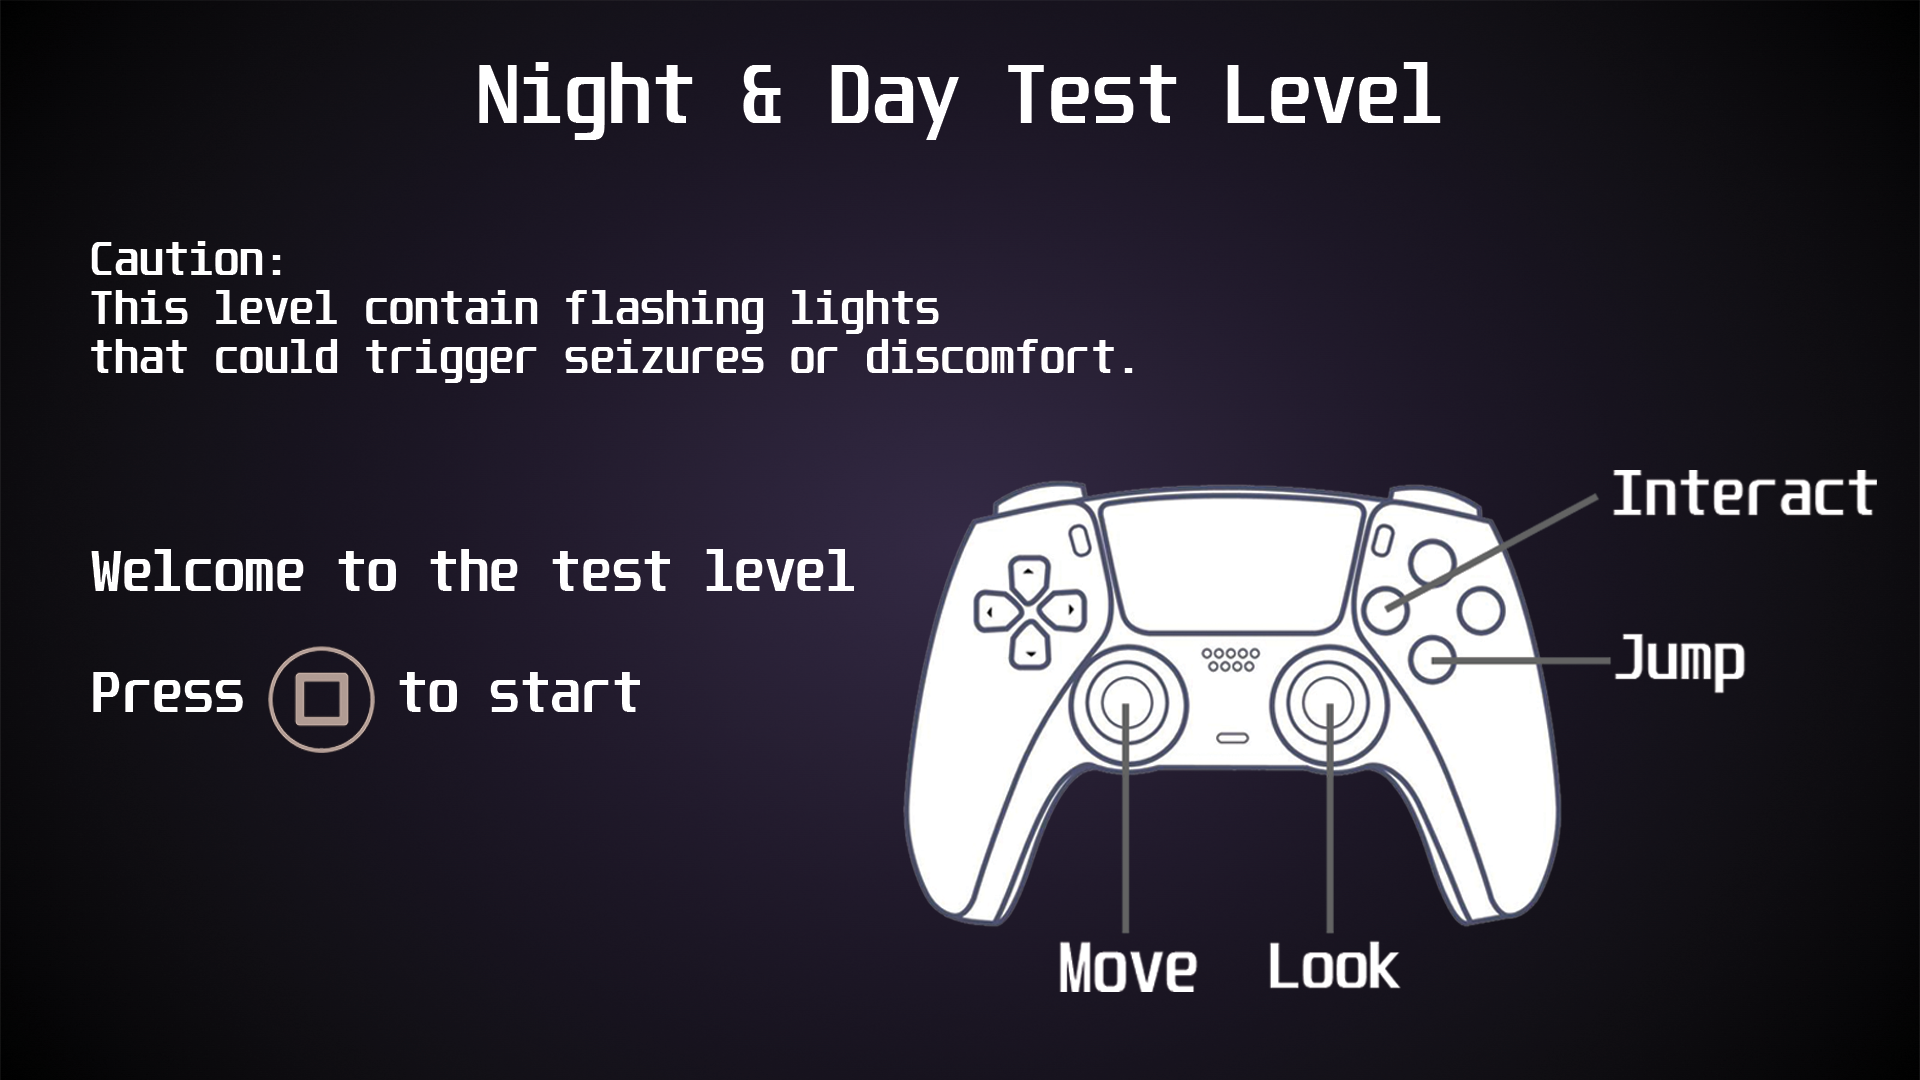 Night & Day Test Level
Caution:
This level contain flashing lights
that could trigger seizures or discomfort.
Welcome to the test level
Press to start
Interact
Jump
Move
Look